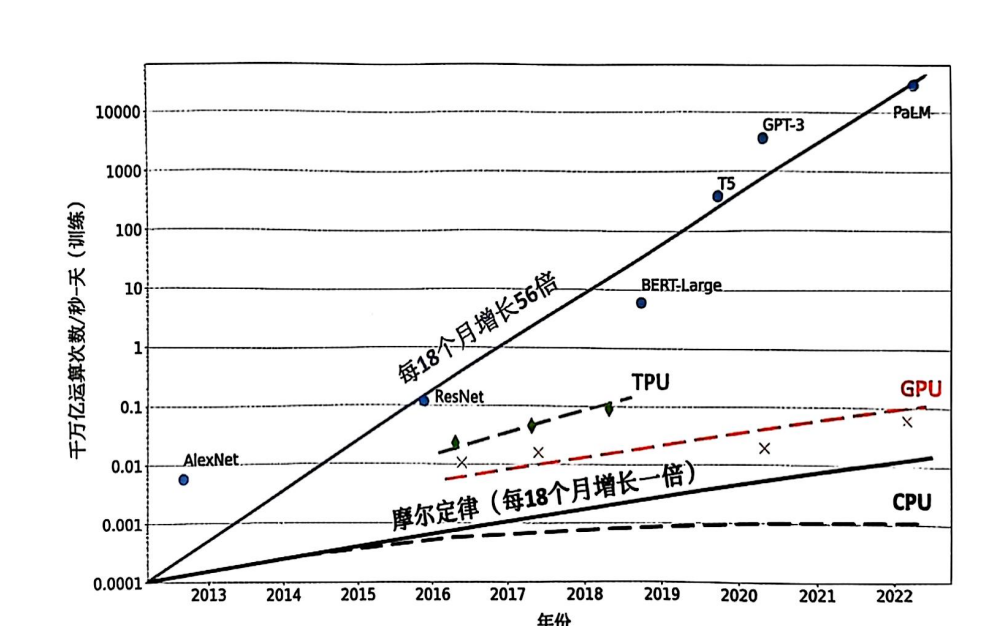 千万亿运算次数/秒-天（训练）
10000
1000
100
10
1
0.1
0.01
0.001
0.0001
PaLM
GPT-3
T5
BERT-Large
每18个月增长56倍
ResNet
AlexNet
TPU
GPU
摩尔定律（每18个月增长一倍）
CPU
2013 2014 2015 2016 2017 2018 2019 2020 2021 2022
年份